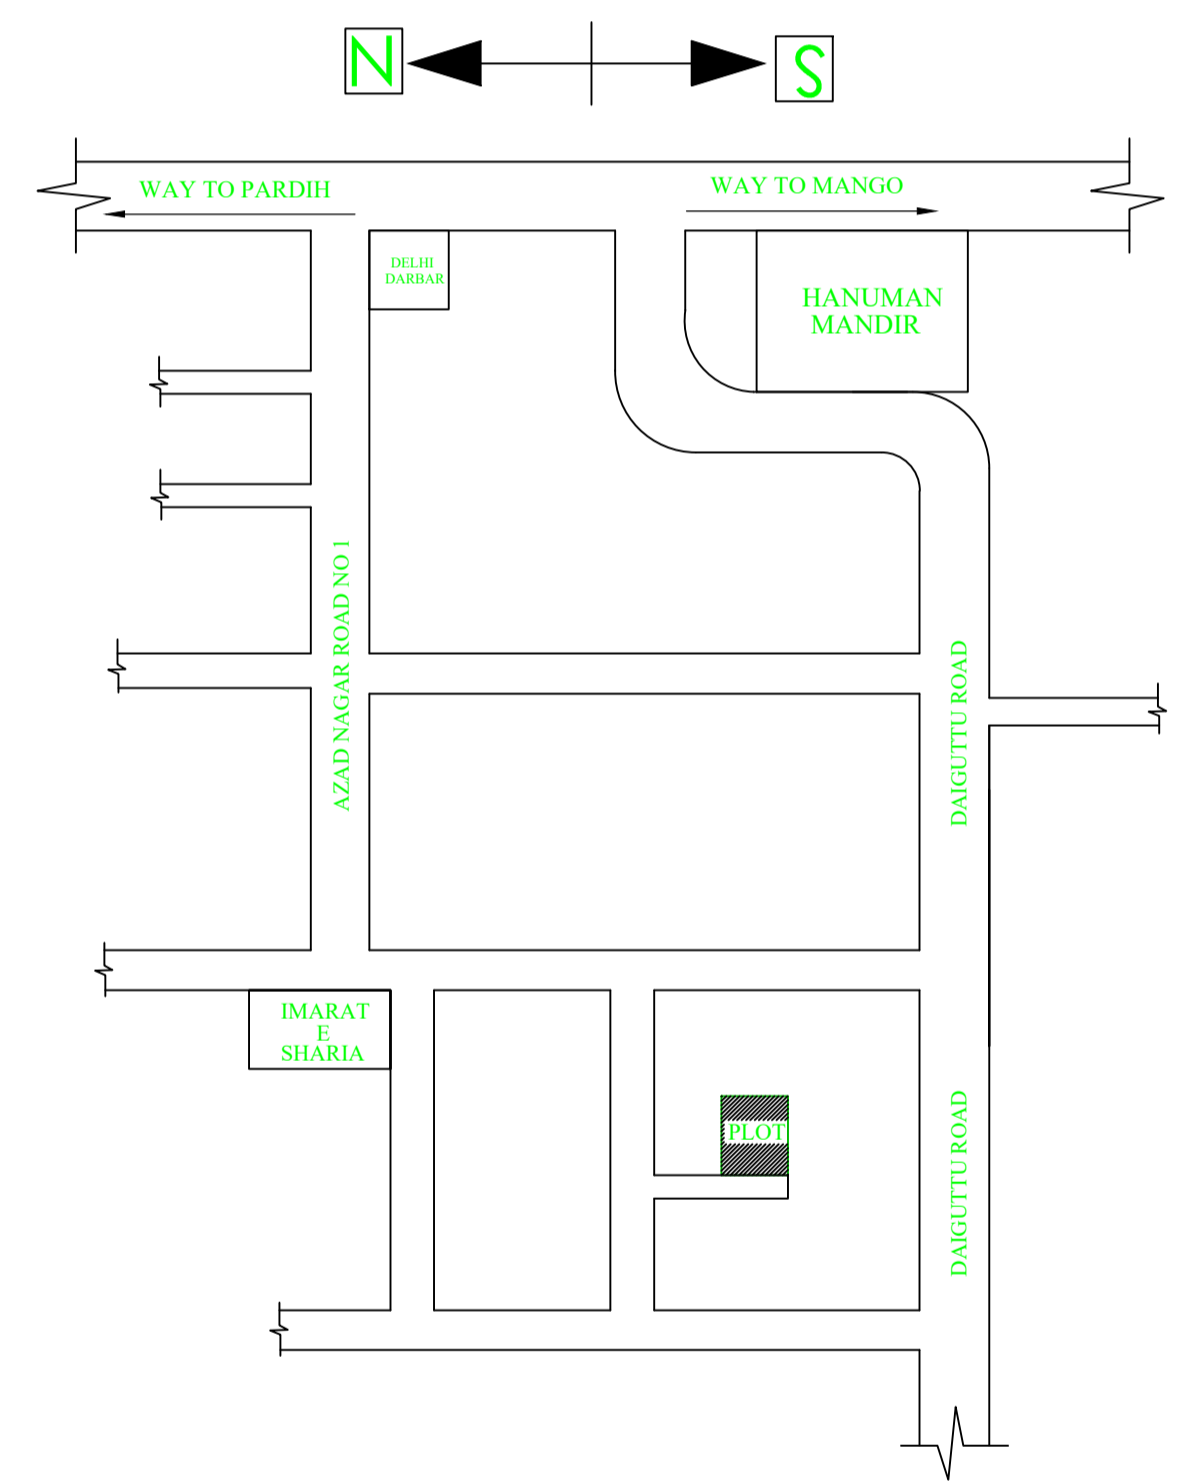 N
S
WAY TO PARDIH
WAY TO MANGO
DELHI
DARBAR
HANUMAN
MANDIR
AZAD NAGAR ROAD NO 1
DAIGUTTU ROAD
IMARAT
E
SHARIA
PLOT
DAIGUTTU ROAD